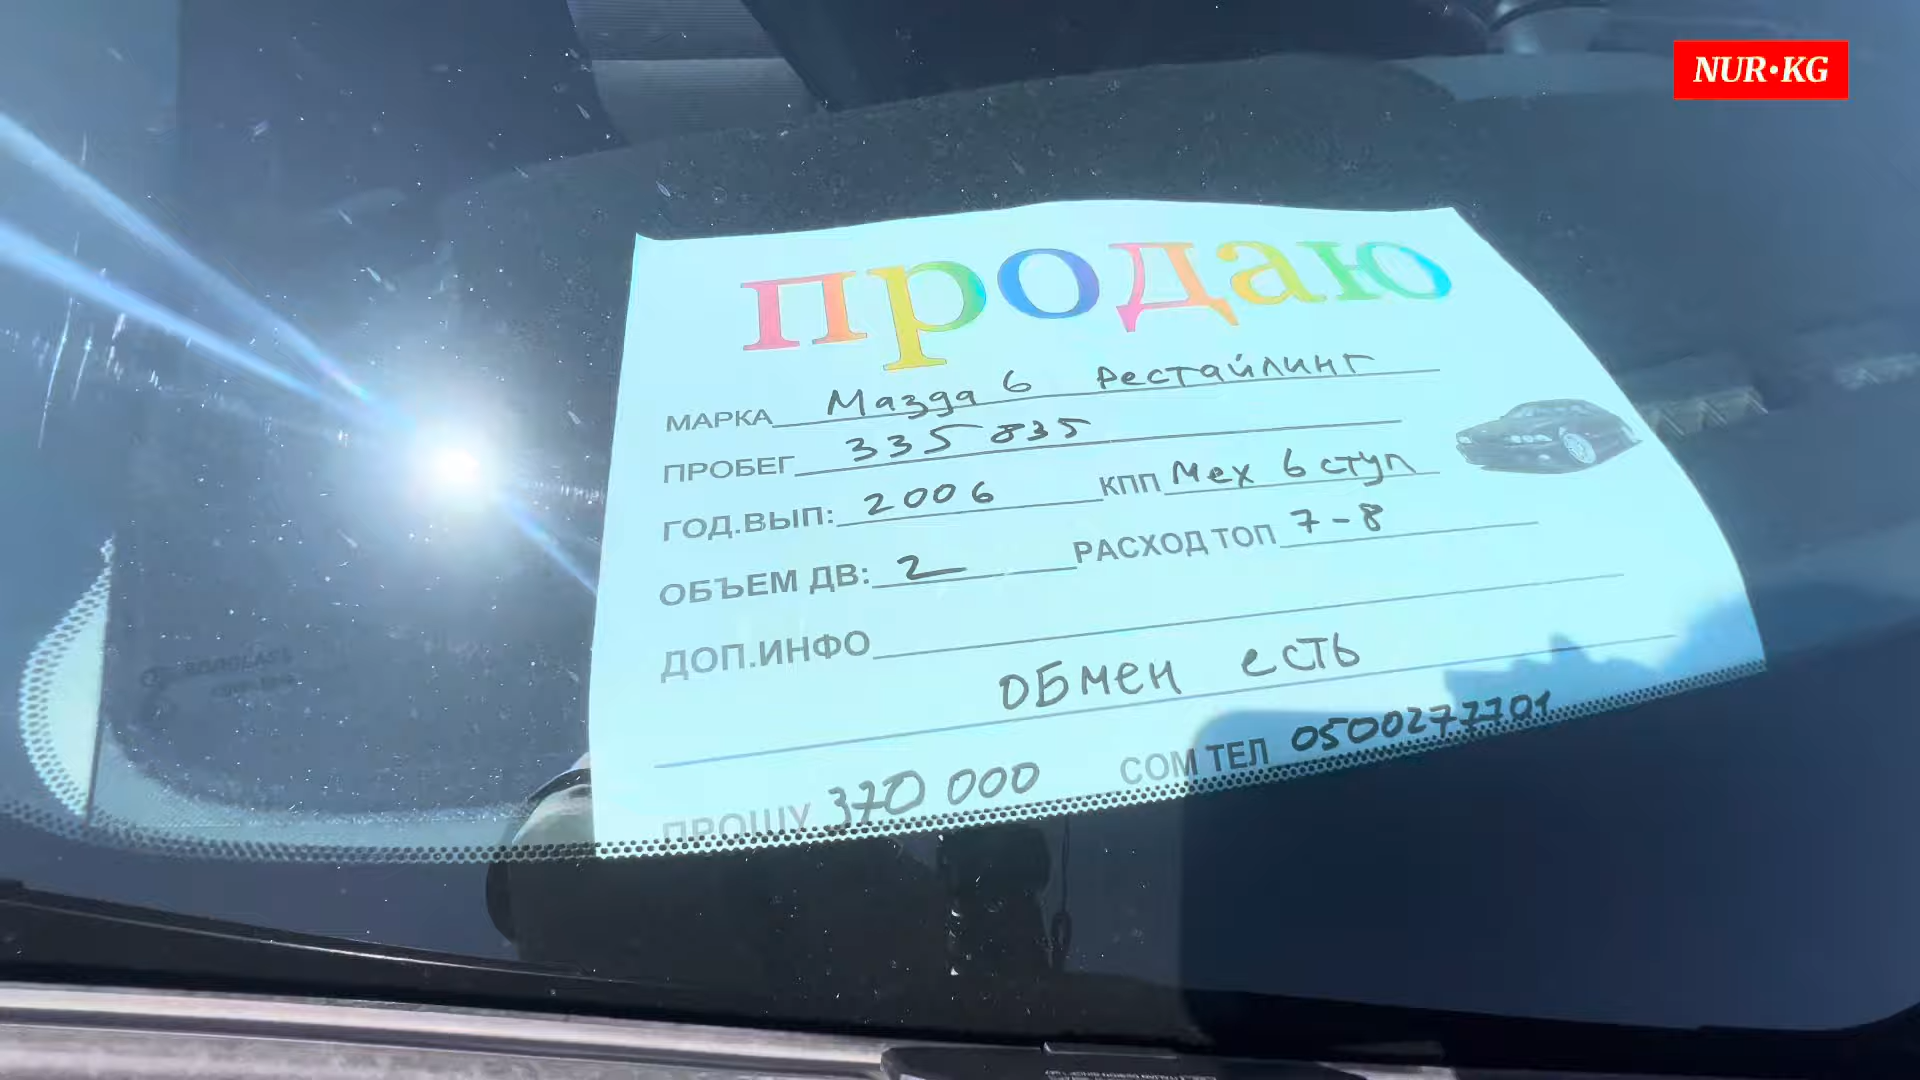 NUR•KG
продаю
МАРКА Мазда 6 Рестайлинг
ПРОБЕГ 335 835
ГОД.ВЫП: 2006 КПП Мех 6 ступ
ОБЪЕМ ДВ: 2 РАСХОД ТОП 7-8
ДОП.ИНФО
обмен есть
ПРОШУ 370 000 СОМ ТЕЛ 0500277701